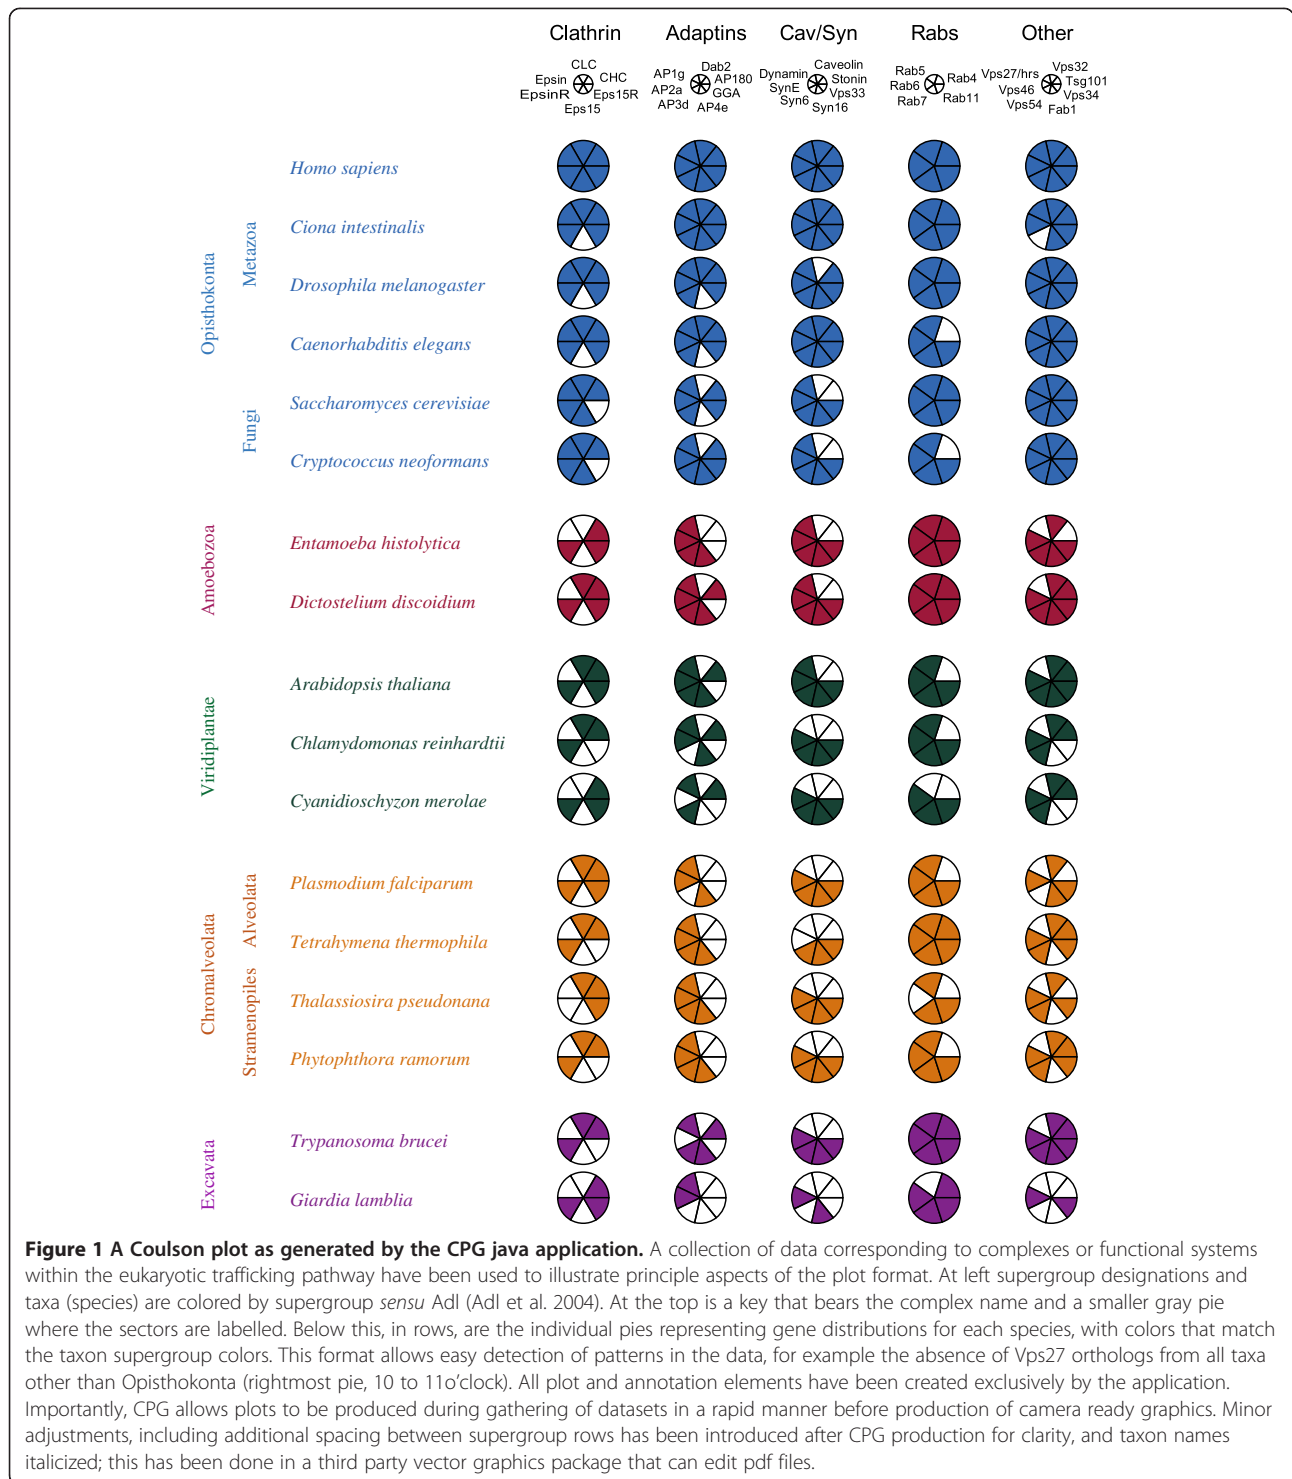 Clathrin Adaptins Cav/Syn Rabs Other
CLC
CHC
Eps15R
Eps15
EpsinR
Epsin
Dab2
AP180
GGA
AP4e
AP3d
AP2a
AP1g
Caveolin
Stonin
Vps33
Syn16
Syn6
SynE
Dynamin
Rab4
Rab11
Rab7
Rab6
Rab5
Vps32
Tsg101
Vps34
Fab1
Vps54
Vps46
Vps27/hrs
Opisthokonta
Metazoa
Homo sapiens
Ciona intestinalis
Drosophila melanogaster
Caenorhabditis elegans
Fungi
Saccharomyces cerevisiae
Cryptococcus neoformans
Amoebozoa
Entamoeba histolytica
Dictostelium discoidium
Viridiplantae
Arabidopsis thaliana
Chlamydomonas reinhardtii
Cyanidioschyzon merolae
Chromalveolata
Alveolata
Plasmodium falciparum
Tetrahymena thermophila
Stramenopiles
Thalassiosira pseudonana
Phytophthora ramorum
Excavata
Trypanosoma brucei
Giardia lamblia
Figure 1 A Coulson plot as generated by the CPG java application. A collection of data corresponding to complexes or functional systems
within the eukaryotic trafficking pathway have been used to illustrate principle aspects of the plot format. At left supergroup designations and
taxa (species) are colored by supergroup sensu Adl (Adl et al. 2004). At the top is a key that bears the complex name and a smaller gray pie
where the sectors are labelled. Below this, in rows, are the individual pies representing gene distributions for each species, with colors that match
the taxon supergroup colors. This format allows easy detection of patterns in the data, for example the absence of Vps27 orthologs from all taxa
other than Opisthokonta (rightmost pie, 10 to 11o’clock). All plot and annotation elements have been created exclusively by the application.
Importantly, CPG allows plots to be produced during gathering of datasets in a rapid manner before production of camera ready graphics. Minor
adjustments, including additional spacing between supergroup rows has been introduced after CPG production for clarity, and taxon names
italicized; this has been done in a third party vector graphics package that can edit pdf files.